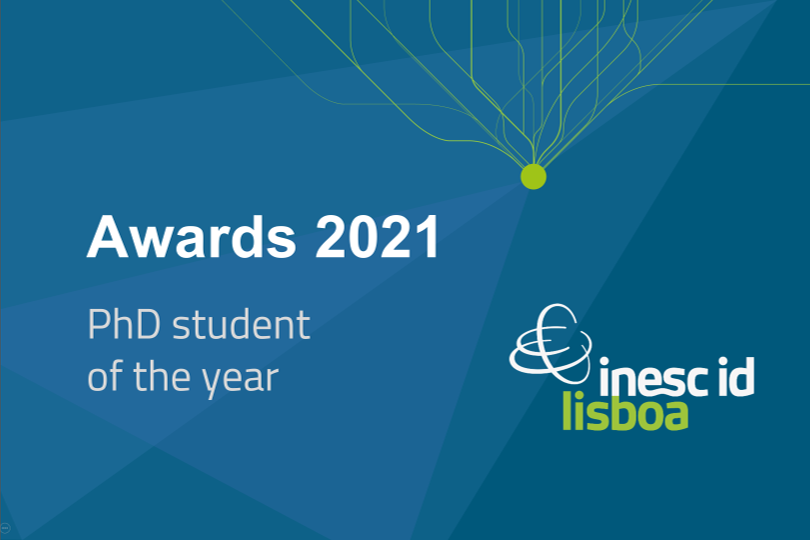 Awards 2021
PhD student
of the year
inesc id
lisboa